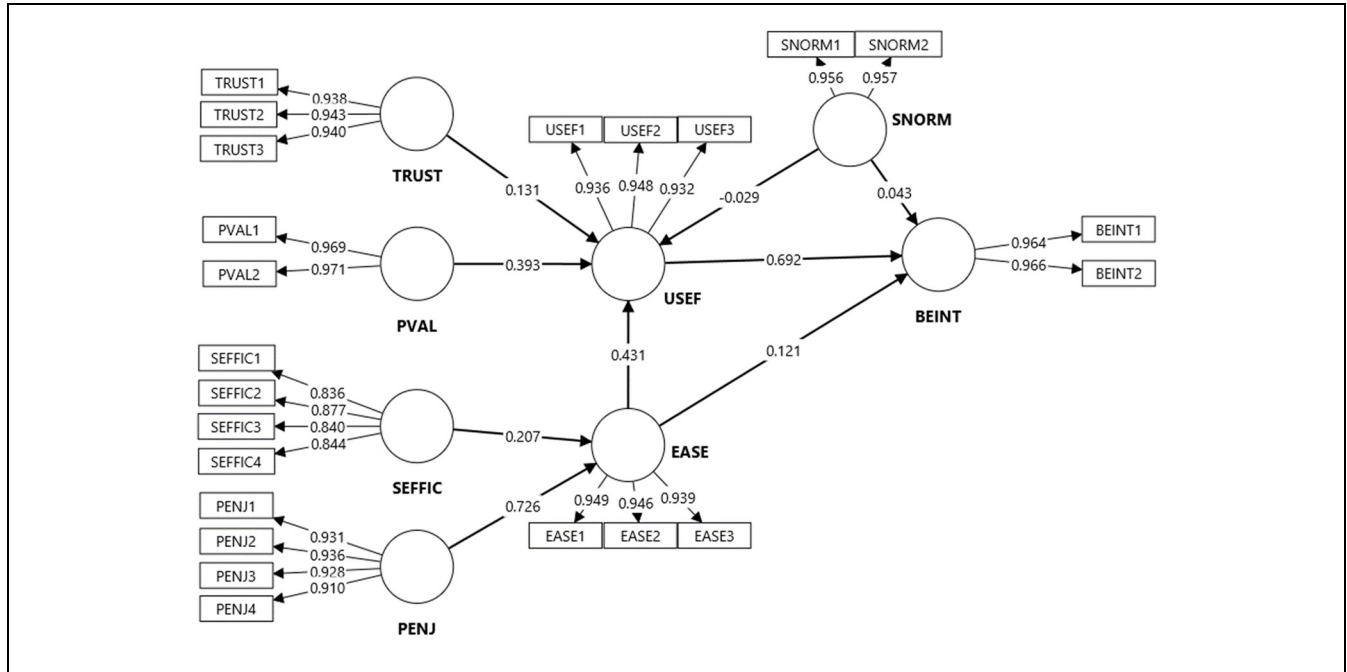 SNORM1 SNORM2
0.956 0.957
SNORM
TRUST1
TRUST2
TRUST3
0.938
0.943
0.940
TRUST
USEF1 USEF2 USEF3
0.936 0.948 0.932
0.131
-0.029
0.043
PVAL1
PVAL2
0.969
0.971
PVAL
0.393
USEF
0.692
BEINT1
BEINT2
0.964
0.966
BEINT
0.431
0.121
SEFFIC1
SEFFIC2
SEFFIC3
SEFFIC4
0.836
0.877
0.840
0.844
SEFFIC
0.207
EASE
0.949 0.946 0.939
EASE1 EASE2 EASE3
PENJ1
PENJ2
PENJ3
PENJ4
0.931
0.936
0.928
0.910
PENJ
0.726